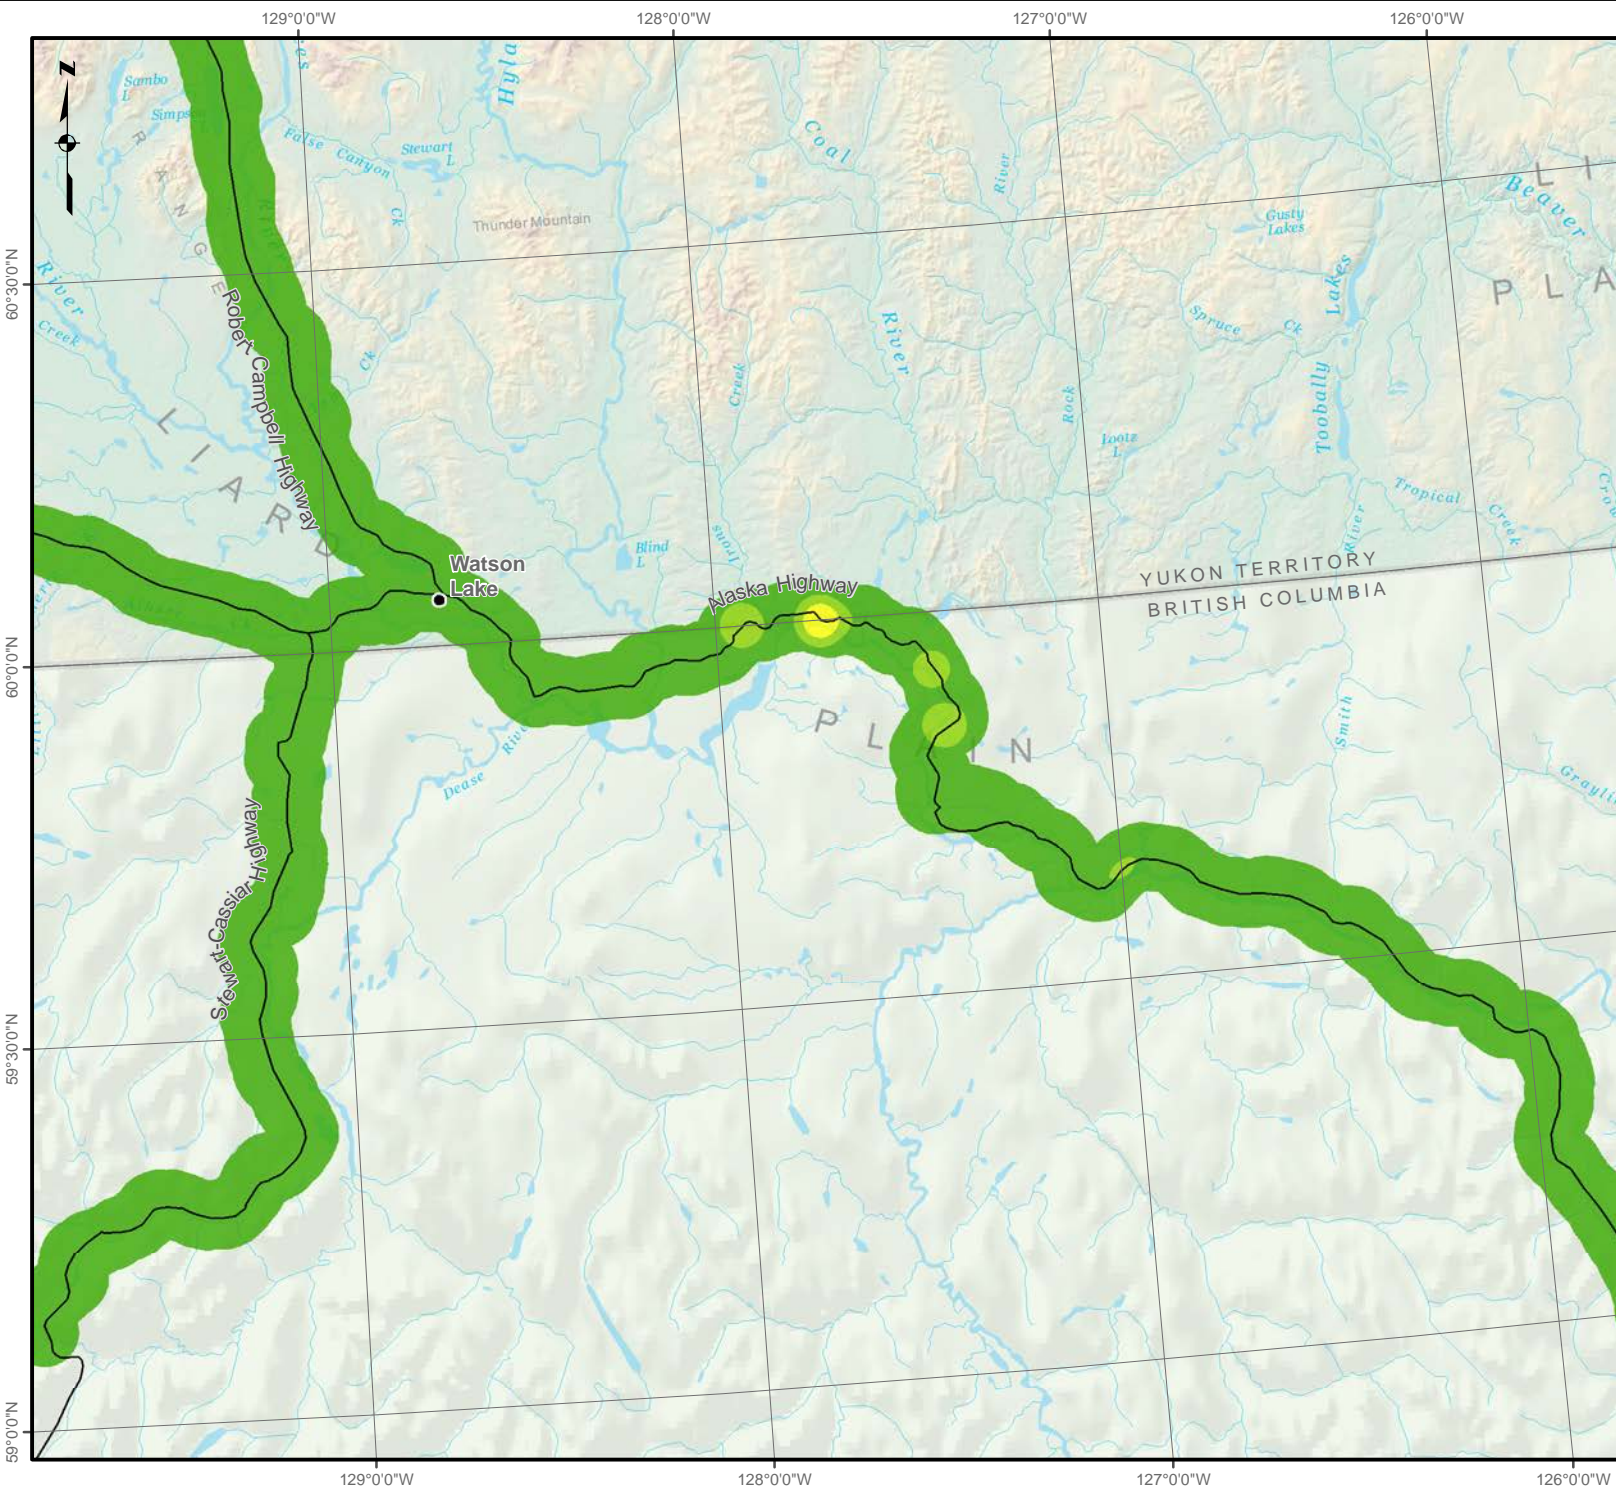 129°0'0"W
128°0'0"W
127°0'0"W
126°0'0"W
N
Sambo
L
Simpson
R A N G E
False Canyon
Ck
Stewart
L
Hyla
Thunder Mountain
Coal
River
River
L I
Beaver
Gusty
Lakes
P L A
60°30'0"N
River
Creek
River
Robert Campbell Highway
Ck
Creek
River
Rock
Spruce Ck
Toobally Lakes
Lootz
L
Tropical Creek
River
L I A R D
Irons
Blind
L
Watson
Lake
Alaska Highway
YUKON TERRITORY
BRITISH COLUMBIA
60°0'0"N
P L A I N
Dease River
Smith
Stewart-Cassiar Highway
59°30'0"N
59°0'0"N
129°0'0"W
128°0'0"W
127°0'0"W
126°0'0"W